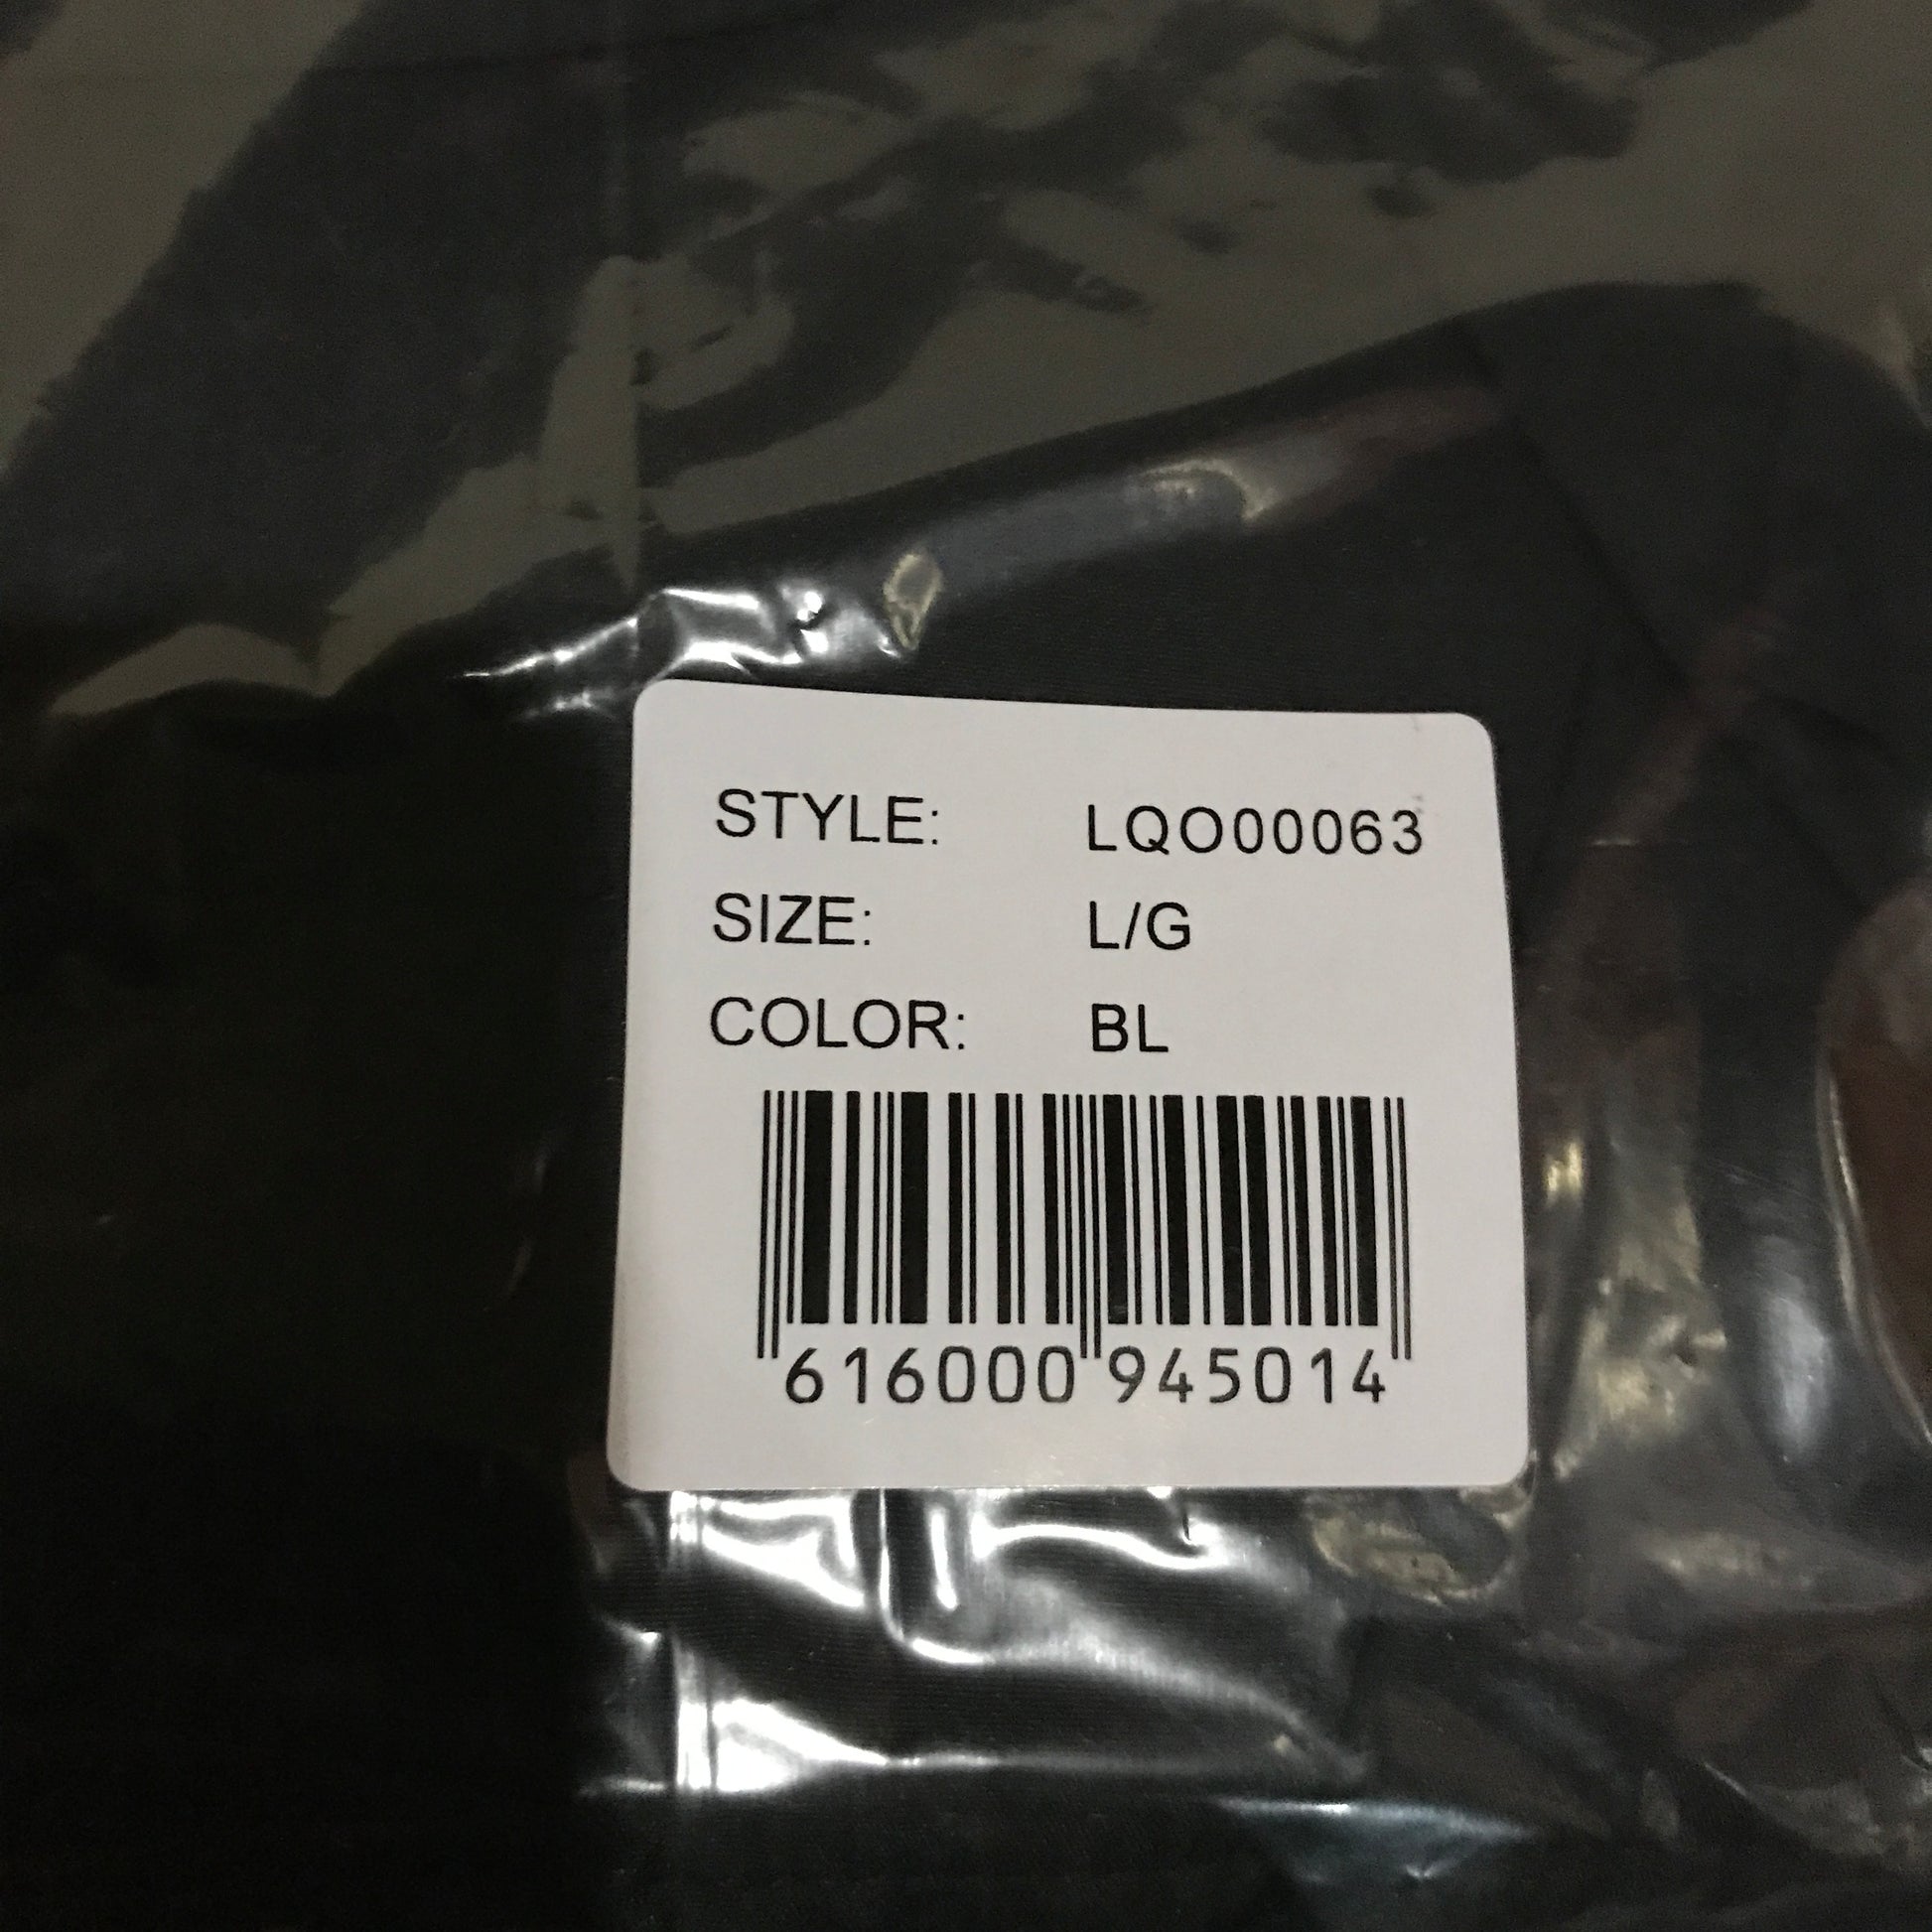 STYLE: LQO00063
SIZE: L/G
COLOR: BL
616000 945014